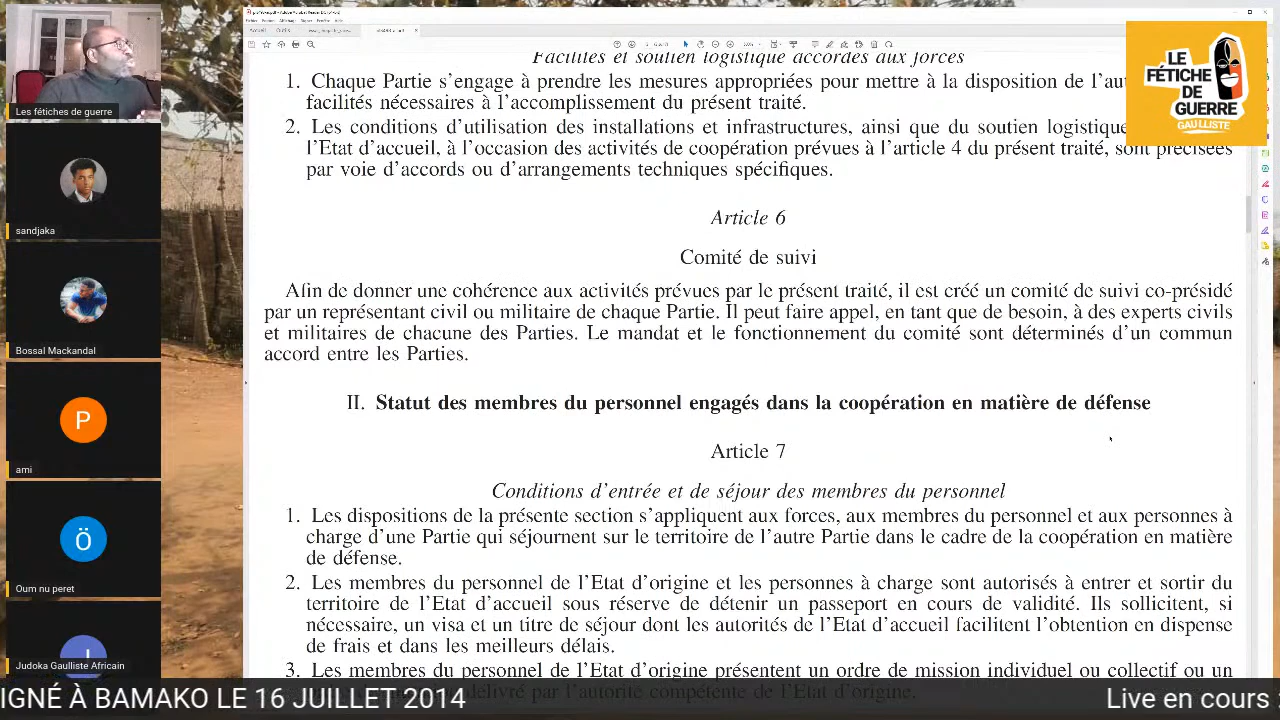 Les fétiches de guerre
sandjaka
Bossal Mackandal
P
ami
Ö
Oum nu peret
Judoka Gaulliste Africain
Accueil Outils
LE
FÉTICHE
DE
GUERRE
GAULLISTE
Facilités et soutien logistique accordés aux forces
1. Chaque Partie s’engage à prendre les mesures appropriées pour mettre à la disposition de
facilités nécessaires à l’accomplissement du présent traité.
2. Les conditions d’utilisation des installations et infrastructures, ainsi que du soutien logistique
l’Etat d’accueil, à l’occasion des activités de coopération prévues à l’article 4 du présent traité, sont précisées
par voie d’accords ou d’arrangements techniques spécifiques.
Article 6
Comité de suivi
Afin de donner une cohérence aux activités prévues par le présent traité, il est créé un comité de suivi co-présidé
par un représentant civil ou militaire de chaque Partie. Il peut faire appel, en tant que de besoin, à des experts civils
et militaires de chacune des Parties. Le mandat et le fonctionnement du comité sont déterminés d’un commun
accord entre les Parties.
II. Statut des membres du personnel engagés dans la coopération en matière de défense
Article 7
Conditions d’entrée et de séjour des membres du personnel
1. Les dispositions de la présente section s’appliquent aux forces, aux membres du personnel et aux personnes à
charge d’une Partie qui séjournent sur le territoire de l’autre Partie dans le cadre de la coopération en matière
de défense.
2. Les membres du personnel de l’Etat d’origine et les personnes à charge sont autorisés à entrer et sortir du
territoire de l’Etat d’accueil sous réserve de détenir un passeport en cours de validité. Ils sollicitent, si
nécessaire, un visa et un titre de séjour dont les autorités de l’Etat d’accueil facilitent l’obtention en dispense
de frais et dans les meilleurs délais.
3. Les membres du personnel de l’Etat d’origine présentent un ordre de mission individuel ou collectif ou un
délivré par l’autorité compétente de l’Etat d’origine.
IGNÉ À BAMAKO LE 16 JUILLET 2014
Live en cours